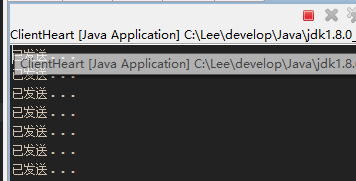 ClientHeart [Java Application] C:\Lee\develop\Java\jdk1.8.0_
已发送...
ClientHeart [Java Application] C:\Lee\develop\Java\jdk1.8.0
已发送...
已发送...
已发送...
已发送...
已发送...
已发送...